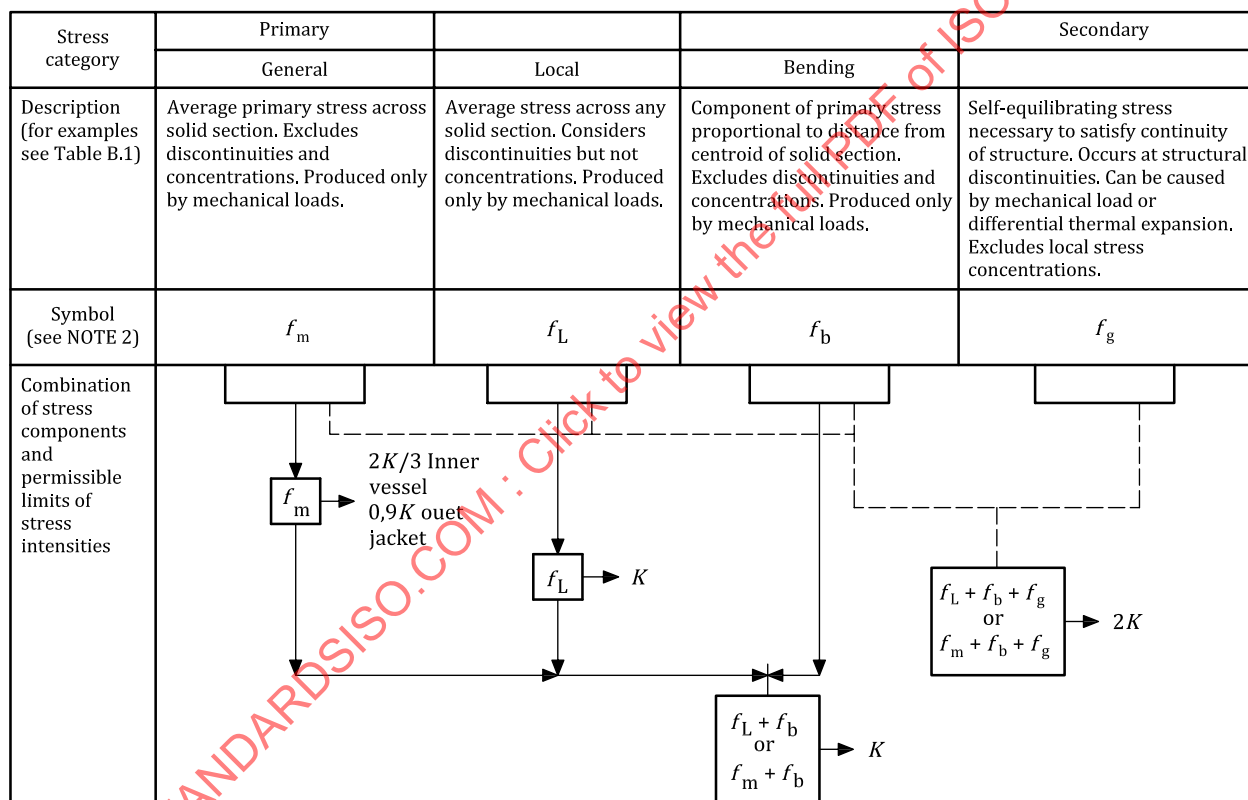 Stress
category
Primary
Secondary
General
Local
Bending
Description
(for examples
see Table B.1)
Average primary stress across
solid section. Excludes
discontinuities and
concentrations. Produced only
by mechanical loads.
Average stress across any
solid section. Considers
discontinuities but not
concentrations. Produced
only by mechanical loads.
Component of primary stress
proportional to distance from
centroid of solid section.
Excludes discontinuities and
concentrations. Produced only
by mechanical loads.
Self-equilibrating stress
necessary to satisfy continuity
of structure. Occurs at structural
discontinuities. Can be caused
by mechanical load or
differential thermal expansion.
Excludes local stress
concentrations.
Symbol
(see NOTE 2)
fm
fL
fb
fg
Combination
of stress
components
and
permissible
limits of
stress
intensities
fm
2K/3 Inner
vessel
0,9K ouet
jacket
fL
K
fL + fb + fg
or
fm + fb + fg
2K
fL + fb
or
fm + fb
K
ANDARDSISO.COM : Click to view the full PDF of ISO